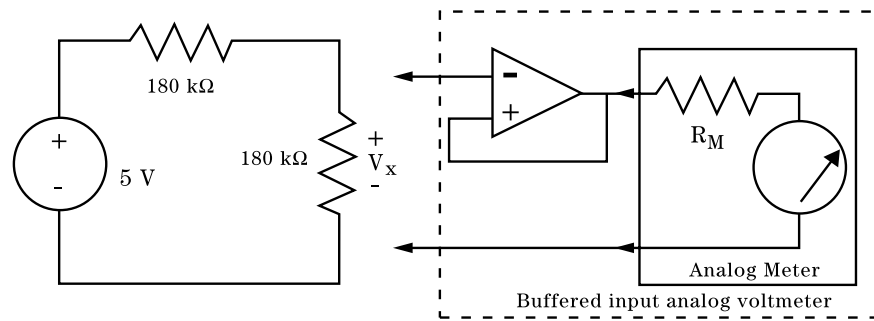 180 kΩ
+
-
5 V
180 kΩ
+
Vx
-
-
+
RM
Analog Meter
Buffered input analog voltmeter